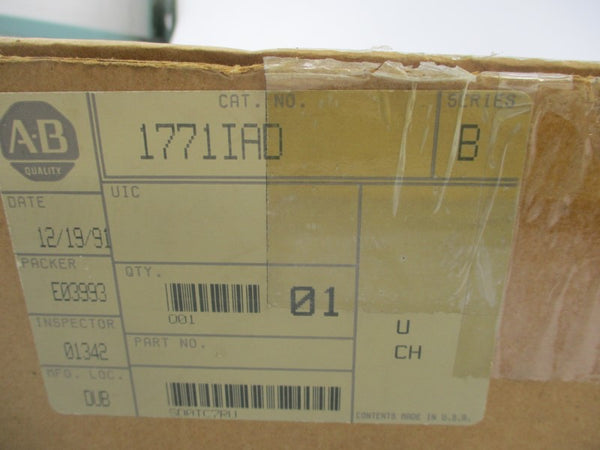 A-B
QUALITY
CAT. NO.
1771IAD
SERIES
B
DATE
12/19/91
UIC
PACKER
E03993
QTY.
01
001
INSPECTOR
01342
PART NO.
U
CH
MFG. LOC.
DUB
CONTENTS MADE IN U.S.A.